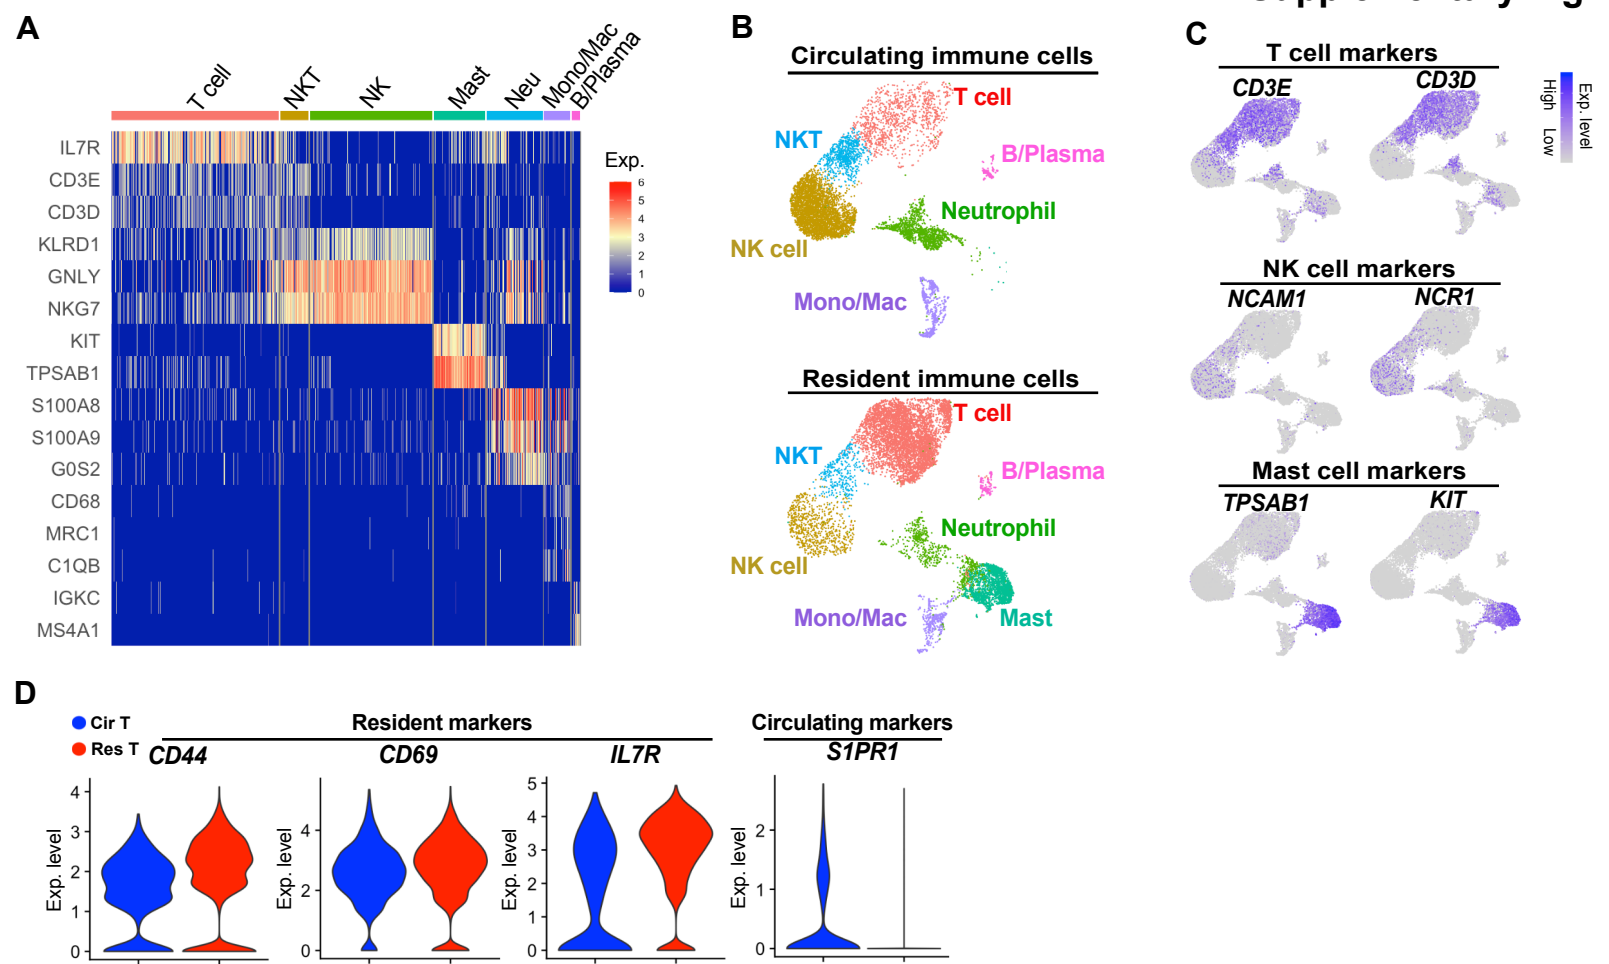 A
T cell
NKT
NK
Mast
Neu
Mono/Mac
B/Plasma
IL7R
CD3E
CD3D
KLRD1
GNLY
NKG7
KIT
TPSAB1
S100A8
S100A9
G0S2
CD68
MRC1
C1QB
IGKC
MS4A1
Exp.
6
5
4
3
2
1
0
B
Circulating immune cells
T cell
NKT
B/Plasma
Neutrophil
NK cell
Mono/Mac
Resident immune cells
T cell
NKT
B/Plasma
Neutrophil
NK cell
Mono/Mac
Mast
C
T cell markers
CD3E
CD3D
Exp. level
High
Low
NK cell markers
NCAM1
NCR1
Mast cell markers
TPSAB1
KIT
D
Cir T
Res T
Resident markers
Circulating markers
CD44
CD69
IL7R
S1PR1
Exp. level
4
3
2
1
0
Exp. level
4
2
0
Exp. level
5
4
3
2
1
0
Exp. level
2
1
0